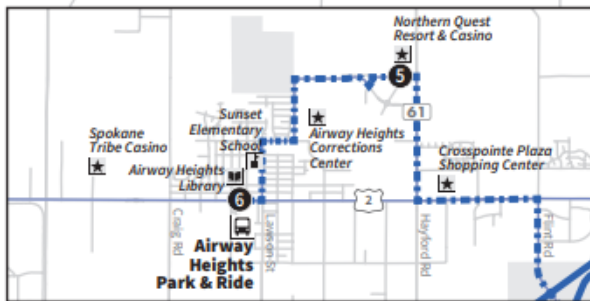 Northern Quest
Resort & Casino
5
61
Sunset
Elementary
School
Airway Heights
Corrections
Center
Spokane
Tribe Casino
Crosspointe Plaza
Shopping Center
Airway Heights
Library
6
2
Airway
Heights
Park & Ride
Craig Rd
Lawson St
Hayford Rd
Flint Rd